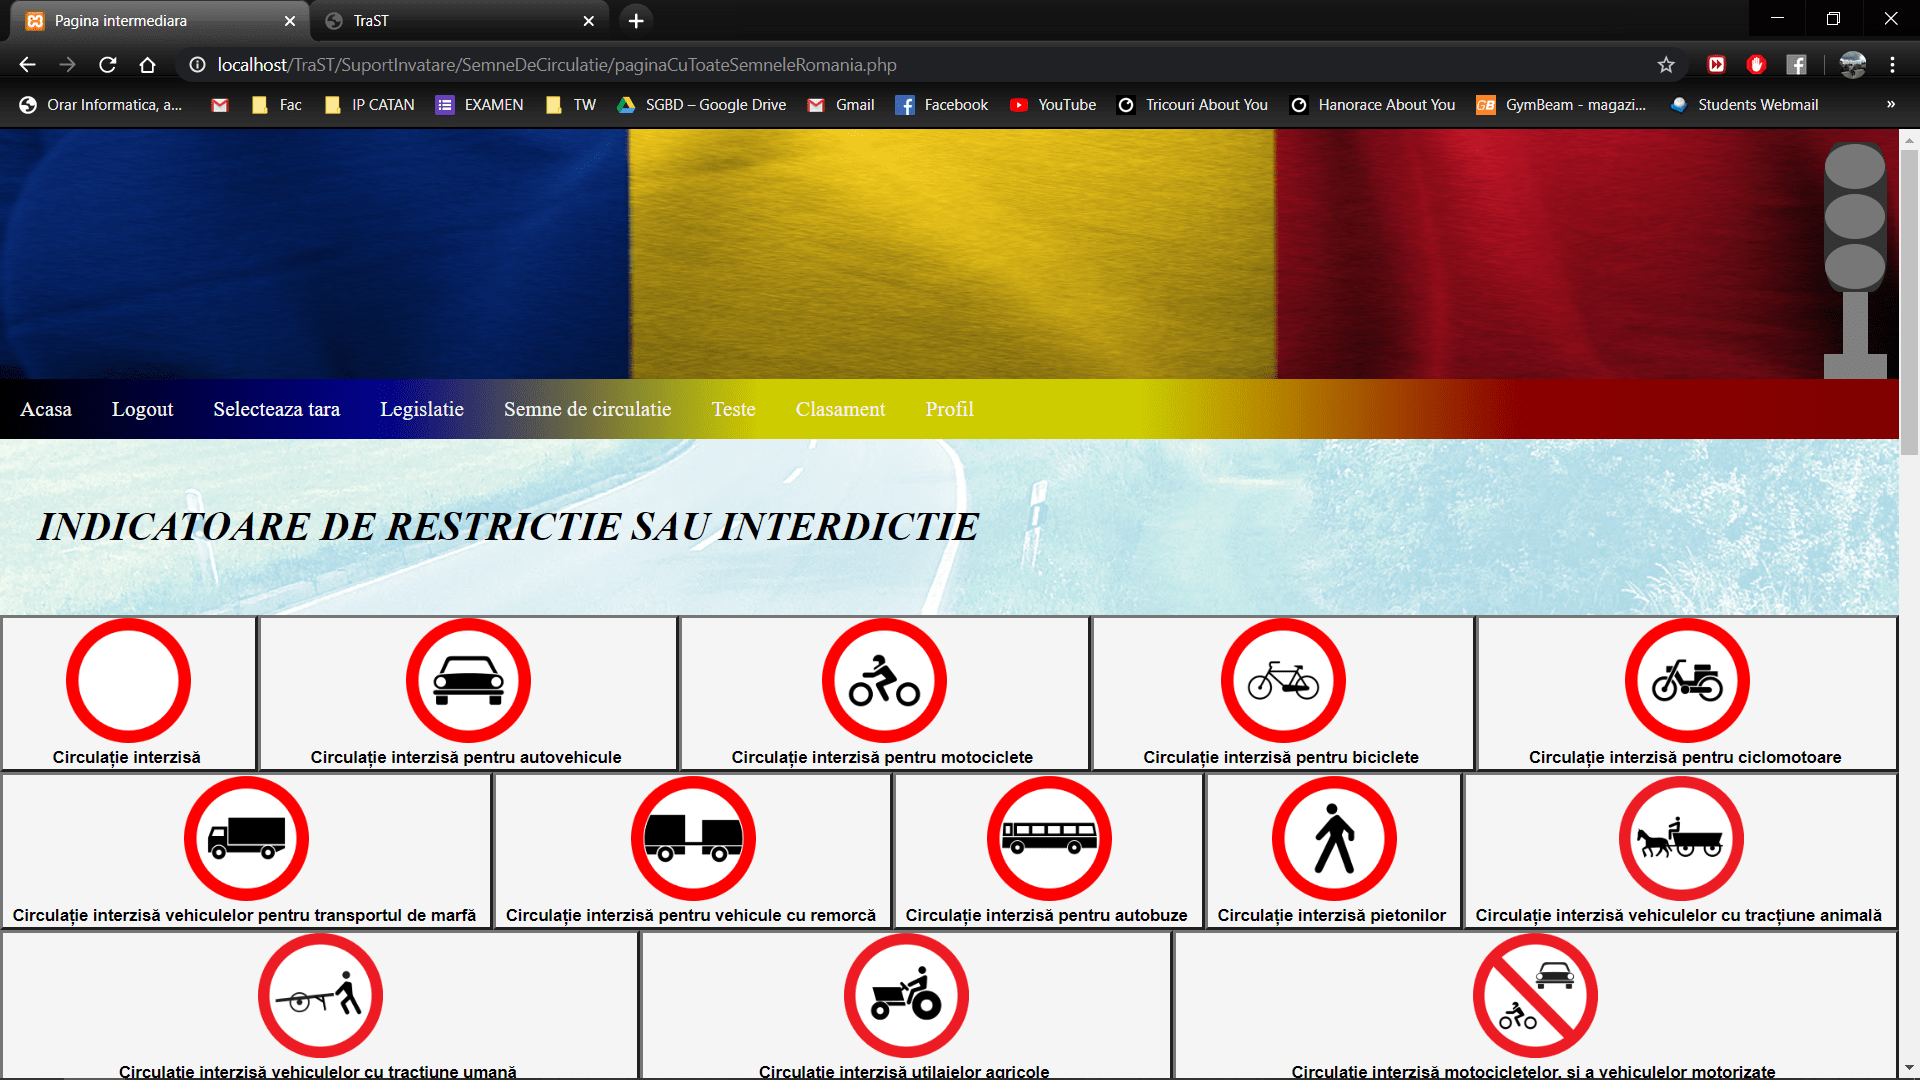 Pagina intermediara
TraST
localhost/TraST/SuportInvatare/SemneDeCirculatie/paginaCuToateSemneleRomania.php
Orar Informatica, a... Fac IP CATAN EXAMEN TW SGBD – Google Drive Gmail Facebook YouTube Tricouri About You Hanorace About You GB GymBeam - magazi... Students Webmail »
Acasa Logout Selecteaza tara Legislatie Semne de circulatie Teste Clasament Profil
INDICATOARE DE RESTRICTIE SAU INTERDICTIE
Circulație interzisă Circulație interzisă pentru autovehicule Circulație interzisă pentru motociclete Circulație interzisă pentru biciclete Circulație interzisă pentru ciclomotoare
Circulație interzisă vehiculelor pentru transportul de marfă Circulație interzisă pentru vehicule cu remorcă Circulație interzisă pentru autobuze Circulație interzisă pietonilor Circulație interzisă vehiculelor cu tracțiune animală
Circulație interzisă vehiculelor cu tracțiune umană Circulație interzisă utilajelor agricole Circulație interzisă motocicletelor, și a vehiculelor motorizate